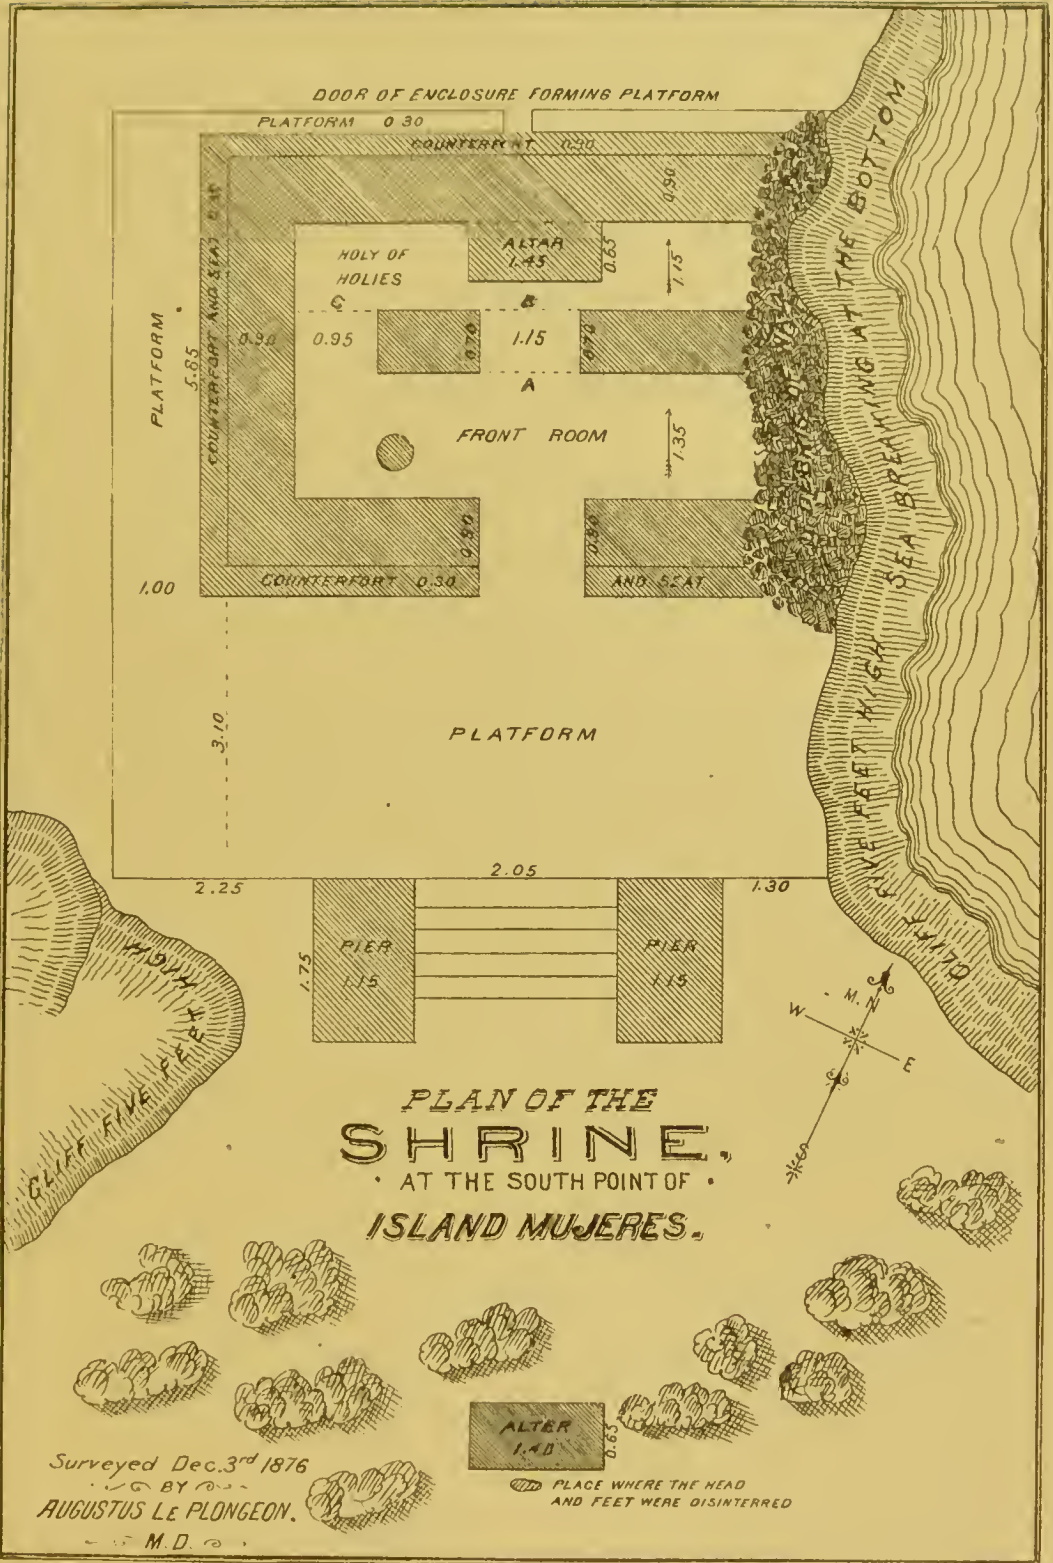 DOOR OF ENCLOSURE FORMING PLATFORM
PLATFORM 0 30
COUNTERFORT 0.30
0.90
ALTAR
1.45
0.65
1.15
HOLY OF
HOLIES
C
B
PLATFORM
5.85
COUNTERFORT AND SEAT
0.90
0.95
0.70
1.15
0.70
A
FRONT ROOM
1.35
DEBRIS OF
0.90
0.90
1.00
COUNTERFORT 0.30
AND SEAT
3.10
PLATFORM
CLIFF FIVE FEET HIGH SEA BREAKING AT THE BOTTOM
2.25
2.05
1.30
PIER
1.15
PIER
1.15
1.75
CLIFF FIVE FEET HIGH
M. N
W
E
S
PLAN OF THE
SHRINE.
AT THE SOUTH POINT OF
ISLAND MUJERES.
ALTER
1.40
0.65
PLACE WHERE THE HEAD
AND FEET WERE DISINTERRED
Surveyed Dec. 3rd 1876
BY
AUGUSTUS LE PLONGEON.
M.D.